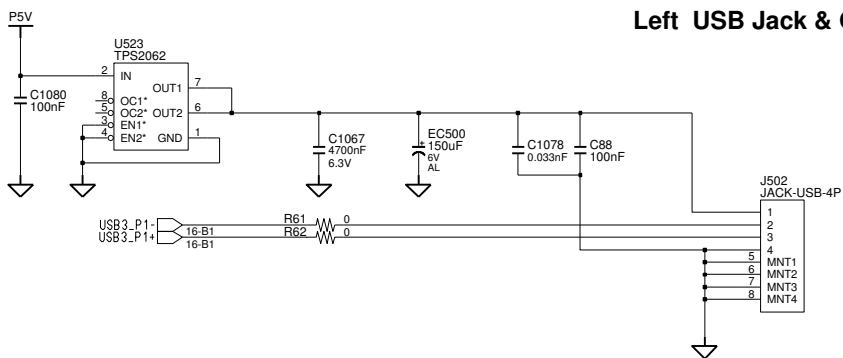 P5V
Left USB Jack &
U523
TPS2062
2 IN
OUT1 7
8 OC1*
5 OC2* OUT2 6
3 EN1*
4 EN2* GND 1
C1080
100nF
C1067
4700nF
6.3V
EC500
150uF
6V
AL
C1078
0.033nF
C88
100nF
J502
JACK-USB-4P
1
2
3
4
5 MNT1
6 MNT2
7 MNT3
8 MNT4
USB3_P1- 16-B1 R61 0
USB3_P1+ 16-B1 R62 0